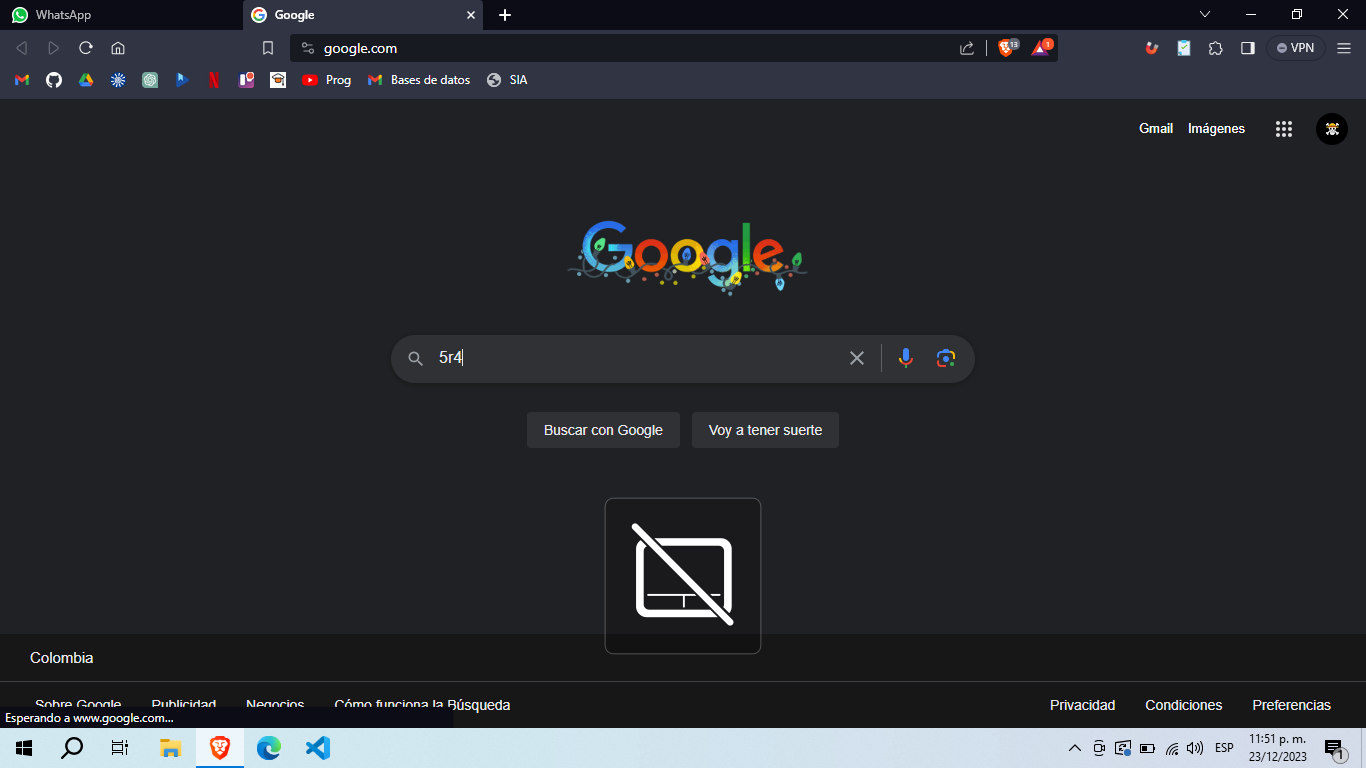 WhatsApp
Google
google.com
13
1
VPN
Prog
Bases de datos
SIA
Gmail Imágenes
Google
5r4
Buscar con Google
Voy a tener suerte
Colombia
Sobre Google Publicidad Negocios Cómo funciona la Búsqueda
Privacidad Condiciones Preferencias
Esperando a www.google.com...
ESP
11:51 p. m.
23/12/2023
1